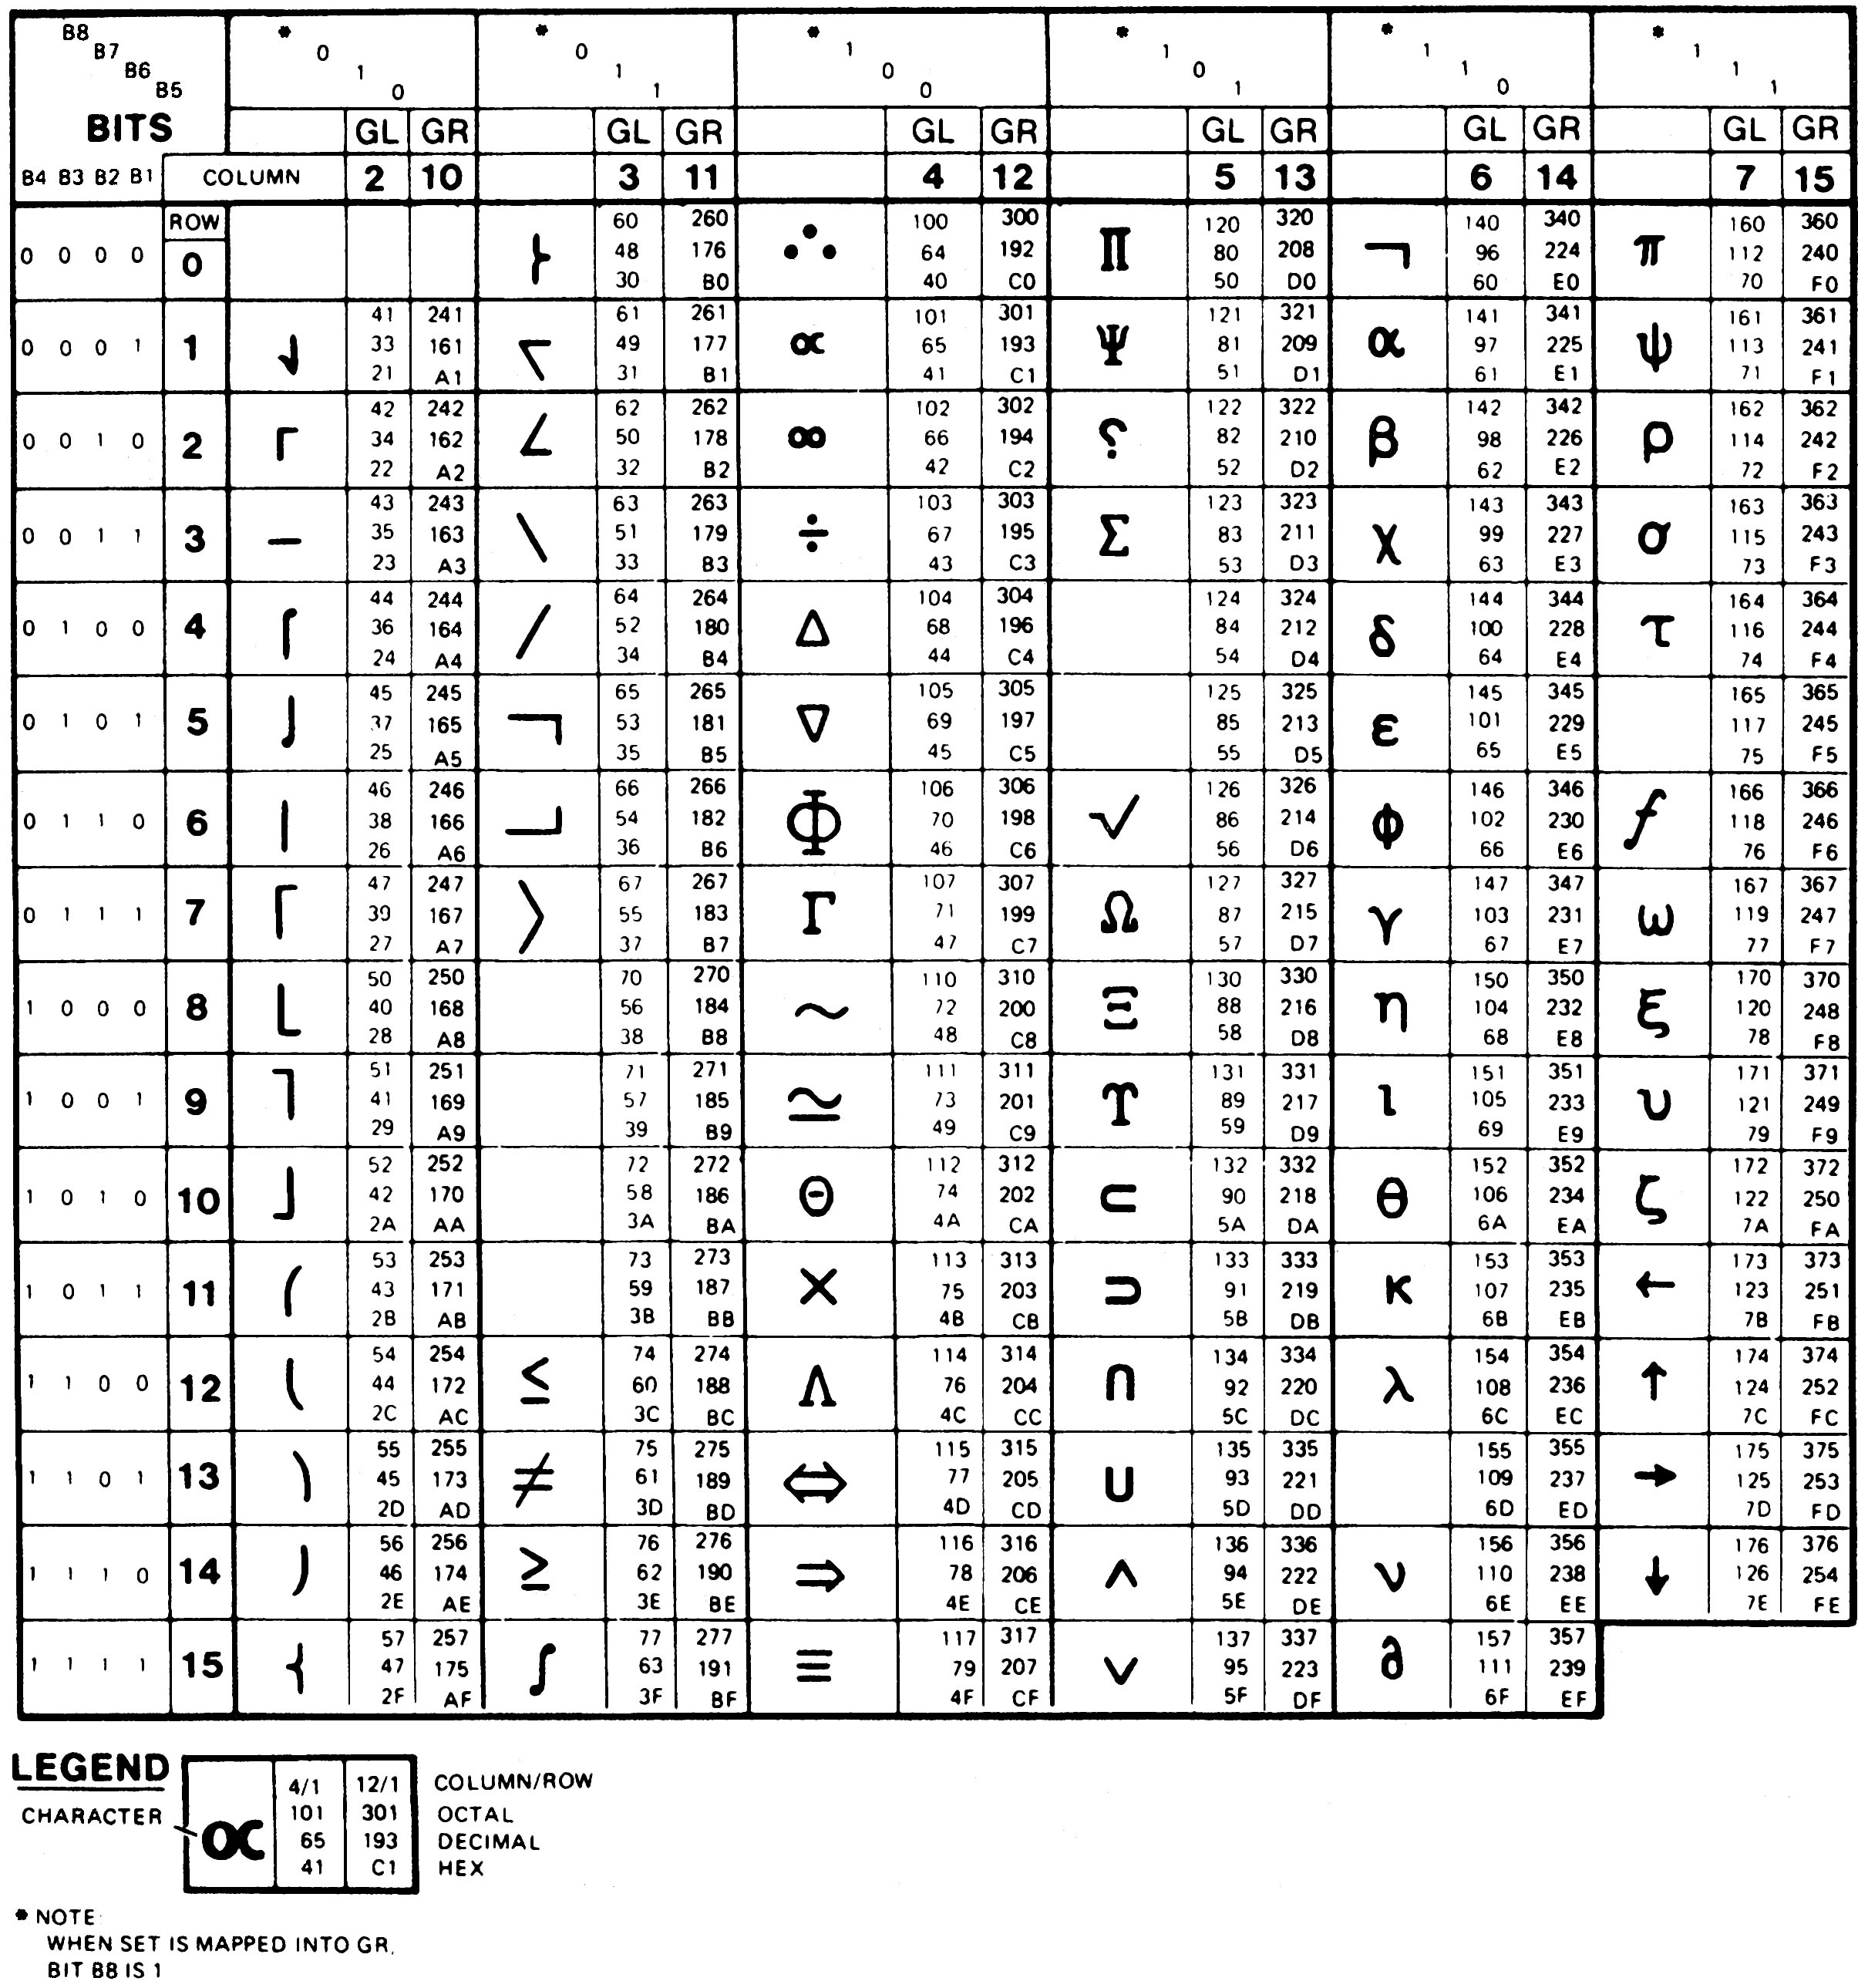 B8 * 0 * 0 * 1 * 1 * 1 * 1
B7 1 1 0 0 1 1
B6 0 1 0 1 0 1
B5
BITS GL GR GL GR GL GR GL GR GL GR GL GR
B4 B3 B2 B1 COLUMN 2 10 3 11 4 12 5 13 6 14 7 15
ROW 60 260 100 300 120 320 140 340 160 360
0 0 0 0 0 ⎬ 48 176 ∴ 64 192 Π 80 208 ¬ 96 224 π 112 240
30 B0 40 C0 50 D0 60 E0 70 F0
41 241 61 261 101 301 121 321 141 341 161 361
0 0 0 1 1 ⎷ 33 161 49 177 ∝ 65 193 Ψ 81 209 α 97 225 ψ 113 241
21 A1 31 B1 41 C1 51 D1 61 E1 71 F1
42 242 62 262 102 302 122 322 142 342 162 362
0 0 1 0 2 ┌ 34 162 ∠ 50 178 ∞ 66 194 ⸮ 82 210 β 98 226 ρ 114 242
22 A2 32 B2 42 C2 52 D2 62 E2 72 F2
43 243 63 263 103 303 123 323 143 343 163 363
0 0 1 1 3 ─ 35 163 ╲ 51 179 ÷ 67 195 Σ 83 211 χ 99 227 σ 115 243
23 A3 33 B3 43 C3 53 D3 63 E3 73 F3
44 244 64 264 104 304 124 324 144 344 164 364
0 1 0 0 4 ⌠ 36 164 ╱ 52 180 Δ 68 196 84 212 δ 100 228 τ 116 244
24 A4 34 B4 44 C4 54 D4 64 E4 74 F4
45 245 65 265 105 305 125 325 145 345 165 365
0 1 0 1 5 ⌡ 37 165 ┐ 53 181 ∇ 69 197 85 213 ε 101 229 117 245
25 A5 35 B5 45 C5 55 D5 65 E5 75 F5
46 246 66 266 106 306 126 326 146 346 166 366
0 1 1 0 6 │ 38 166 ┘ 54 182 Φ 70 198 √ 86 214 ϕ 102 230 ƒ 118 246
26 A6 36 B6 46 C6 56 D6 66 E6 76 F6
47 247 67 267 107 307 127 327 147 347 167 367
0 1 1 1 7 ⎡ 39 167 〉 55 183 Γ 71 199 Ω 87 215 γ 103 231 ω 119 247
27 A7 37 B7 47 C7 57 D7 67 E7 77 F7
50 250 70 270 110 310 130 330 150 350 170 370
1 0 0 0 8 ⎣ 40 168 56 184 ∼ 72 200 Ξ 88 216 η 104 232 ξ 120 248
28 A8 38 B8 48 C8 58 D8 68 E8 78 F8
51 251 71 271 111 311 131 331 151 351 171 371
1 0 0 1 9 ⎤ 41 169 57 185 ≃ 73 201 ϒ 89 217 ι 105 233 υ 121 249
29 A9 39 B9 49 C9 59 D9 69 E9 79 F9
52 252 72 272 112 312 132 332 152 352 172 372
1 0 1 0 10 ⎦ 42 170 58 186 Θ 74 202 ⊂ 90 218 θ 106 234 ζ 122 250
2A AA 3A BA 4A CA 5A DA 6A EA 7A FA
53 253 73 273 113 313 133 333 153 353 173 373
1 0 1 1 11 ⎛ 43 171 59 187 × 75 203 ⊃ 91 219 κ 107 235 ← 123 251
2B AB 3B BB 4B CB 5B DB 6B EB 7B FB
54 254 74 274 114 314 134 334 154 354 174 374
1 1 0 0 12 ⎝ 44 172 ≤ 60 188 Λ 76 204 ∩ 92 220 λ 108 236 ↑ 124 252
2C AC 3C BC 4C CC 5C DC 6C EC 7C FC
55 255 75 275 115 315 135 335 155 355 175 375
1 1 0 1 13 ⎞ 45 173 ≠ 61 189 ⇔ 77 205 ∪ 93 221 109 237 → 125 253
2D AD 3D BD 4D CD 5D DD 6D ED 7D FD
56 256 76 276 116 316 136 336 156 356 176 376
1 1 1 0 14 ⎠ 46 174 ≥ 62 190 ⇒ 78 206 ∧ 94 222 ν 110 238 ↓ 126 254
2E AE 3E BE 4E CE 5E DE 6E EE 7E FE
57 257 77 277 117 317 137 337 157 357
1 1 1 1 15 ⎨ 47 175 ∫ 63 191 ≡ 79 207 ∨ 95 223 ∂ 111 239
2F AF 3F BF 4F CF 5F DF 6F EF
LEGEND
4/1 12/1 COLUMN/ROW
CHARACTER ∝ 101 301 OCTAL
65 193 DECIMAL
41 C1 HEX
* NOTE:
WHEN SET IS MAPPED INTO GR,
BIT B8 IS 1